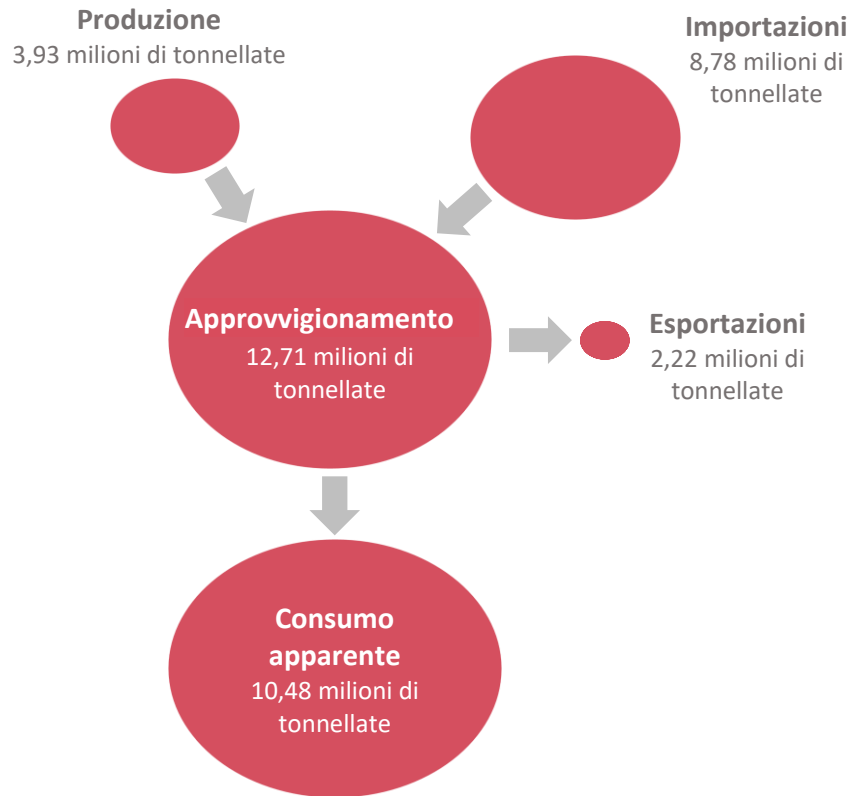 Produzione
3,93 milioni di tonnellate
Importazioni
8,78 milioni di
tonnellate
Approvvigionamento
12,71 milioni di
tonnellate
Esportazioni
2,22 milioni di
tonnellate
Consumo
apparente
10,48 milioni di
tonnellate